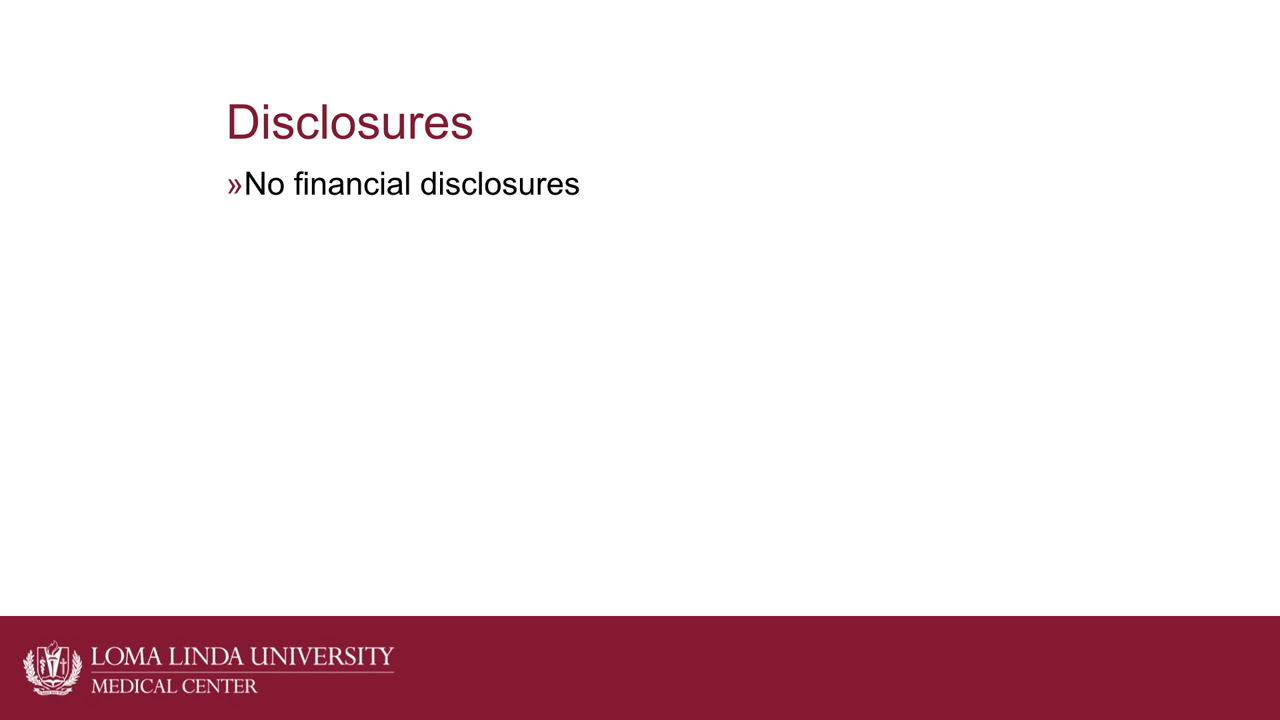 Disclosures
»No financial disclosures
LOMA LINDA UNIVERSITY
MEDICAL CENTER